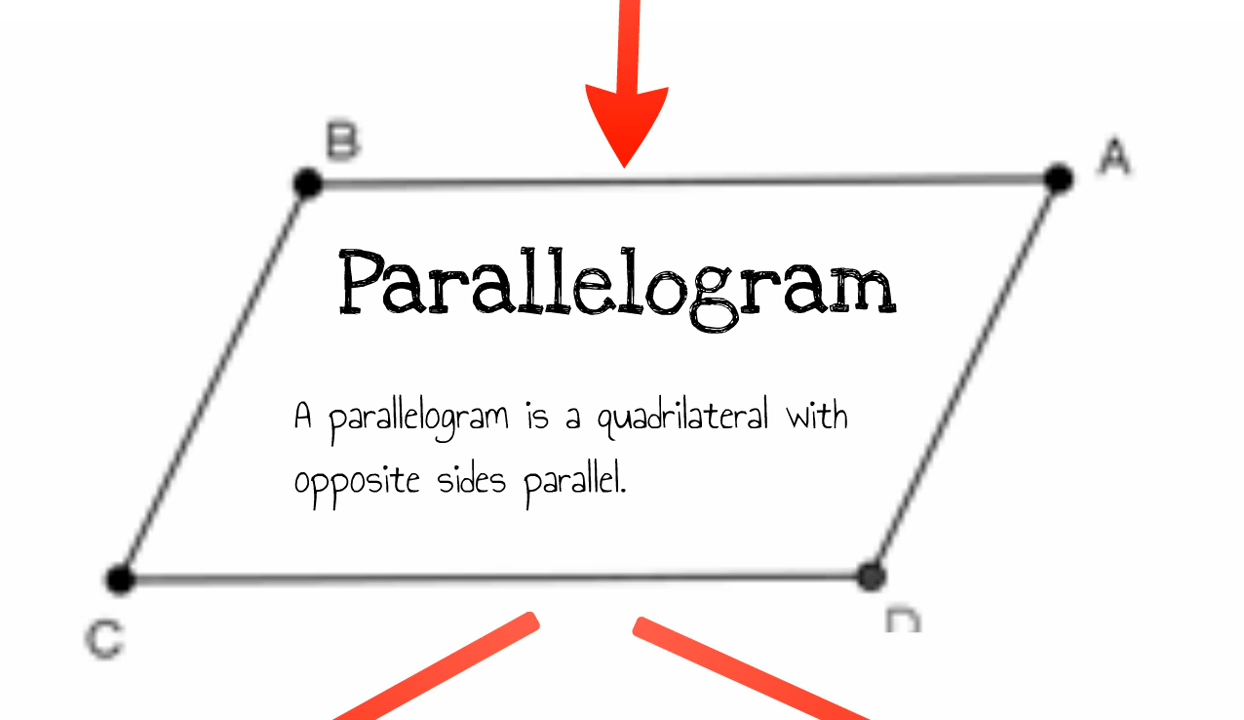 B
A
Parallelogram
A parallelogram is a quadrilateral with
opposite sides parallel.
C
D